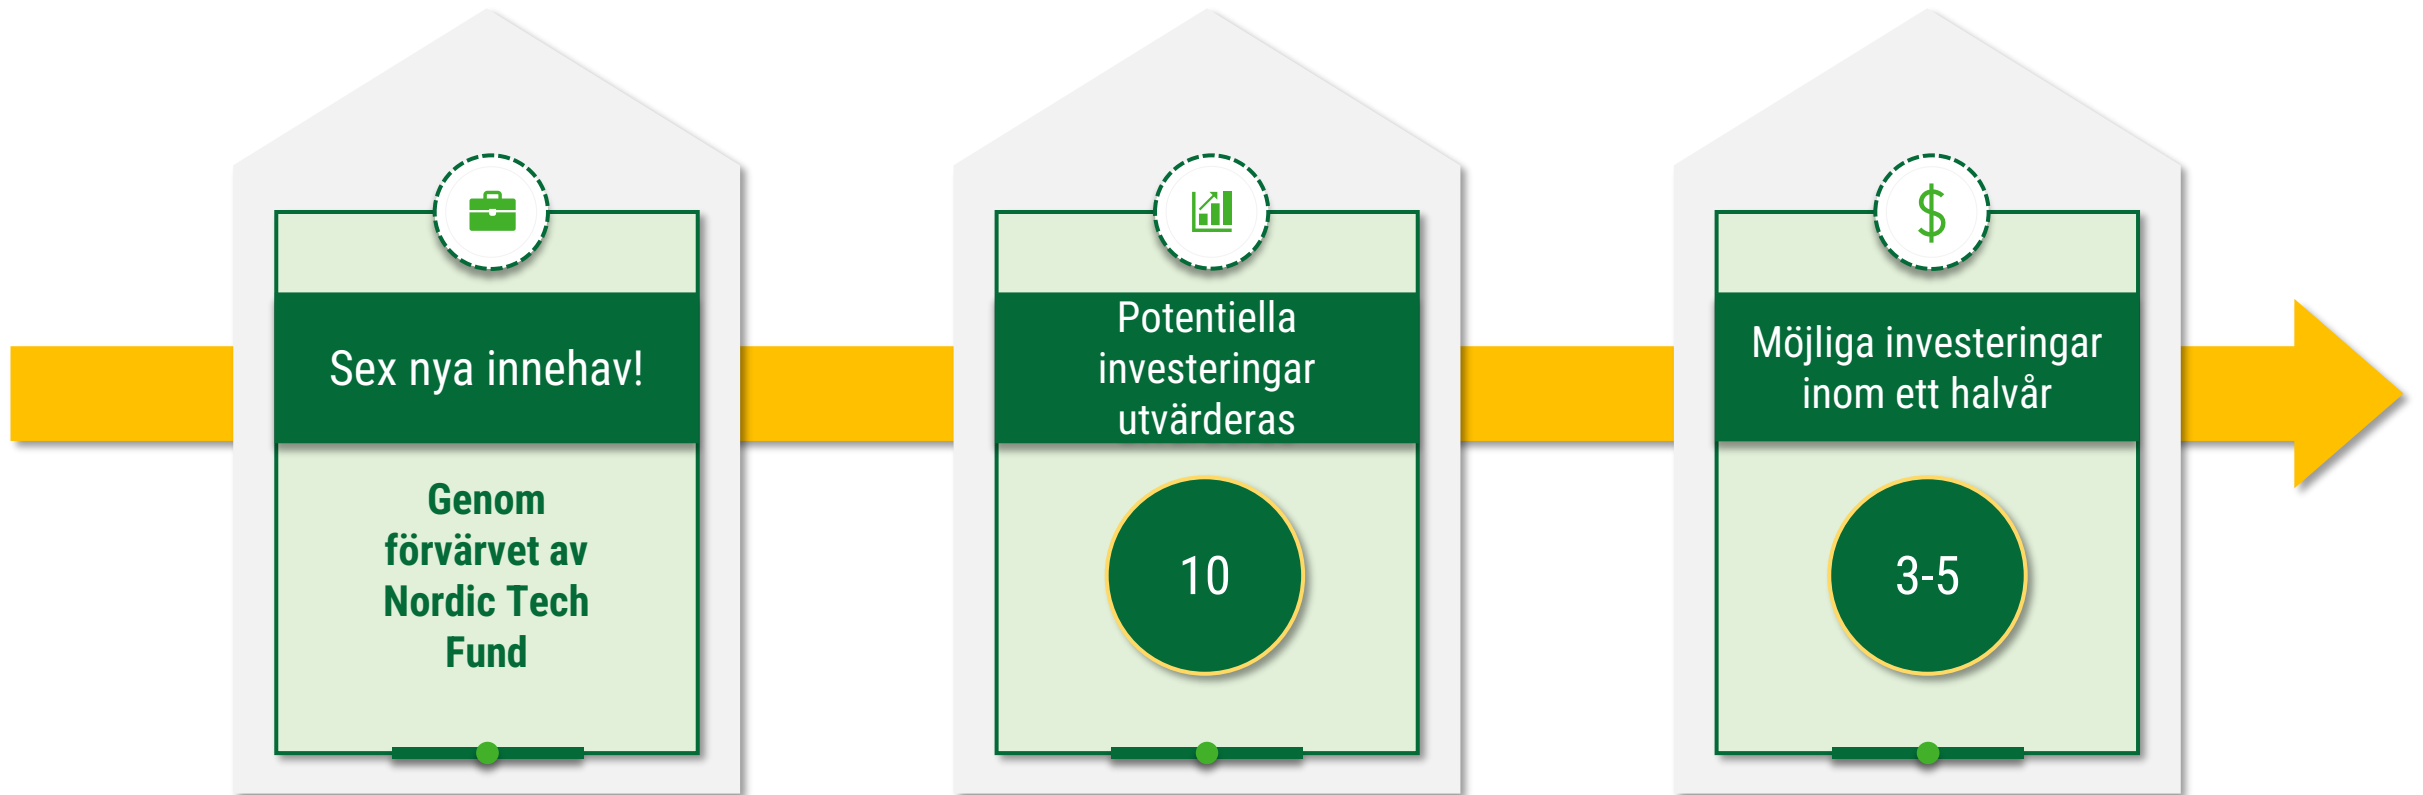 Sex nya innehav!
Genom
förvärvet av
Nordic Tech
Fund
Potentiella
investeringar
utvärderas
10
Möjliga investeringar
inom ett halvår
3-5